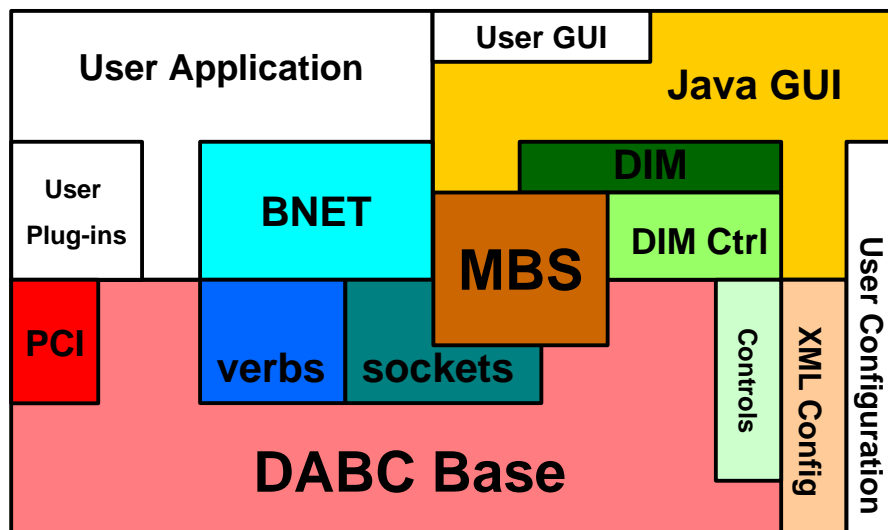 User GUI
User Application
Java GUI
DIM
User
Plug-ins
BNET
DIM Ctrl
MBS
PCI
verbs
sockets
Controls
XML Config
User Configuration
DABC Base